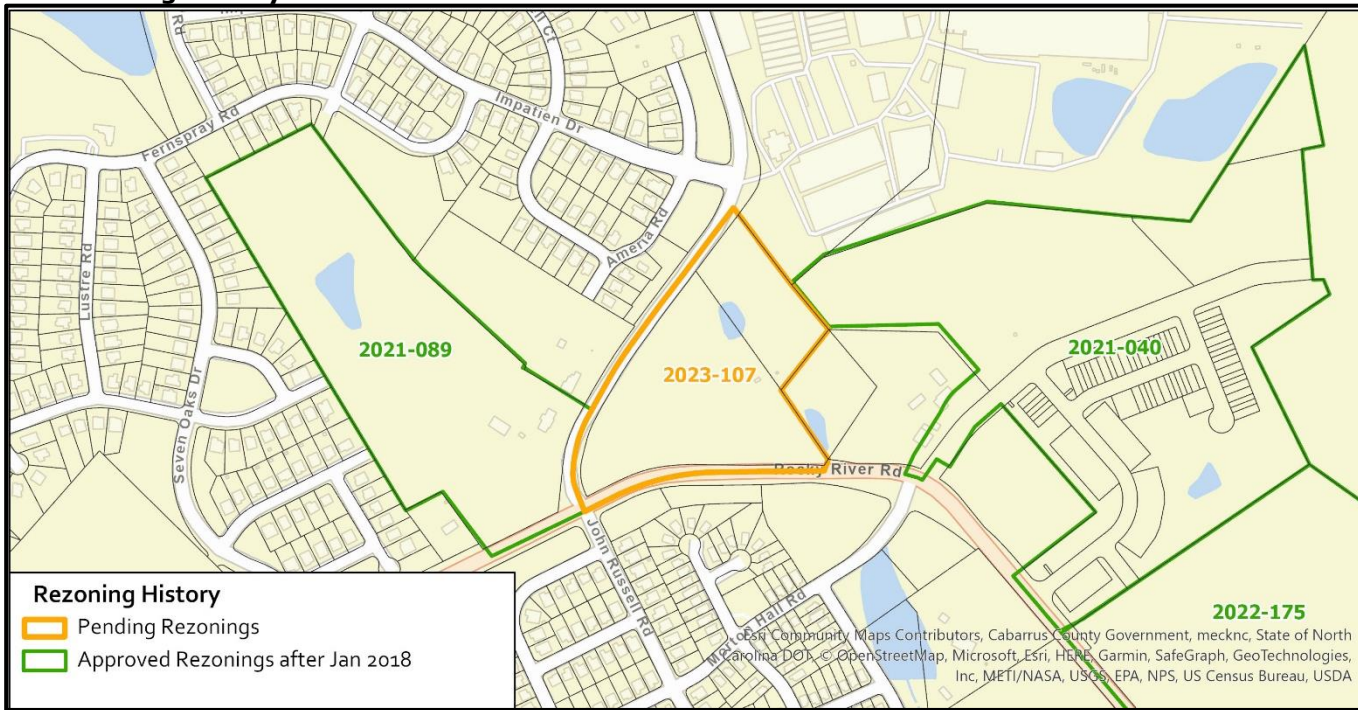 Rd
ll Ct
Impatien Dr
Fernspray Rd
Ameria Rd
Lustre Rd
Seven Oaks Dr
2021-089
2023-107
2021-040
Rocky River Rd
John Russell Rd
Morton Hall Rd
2022-175
Rezoning History
Pending Rezonings
Approved Rezonings after Jan 2018
Esri Community Maps Contributors, Cabarrus County Government, mecknc, State of North
Carolina DOT, © OpenStreetMap, Microsoft, Esri, HERE, Garmin, SafeGraph, GeoTechnologies,
Inc, METI/NASA, USGS, EPA, NPS, US Census Bureau, USDA